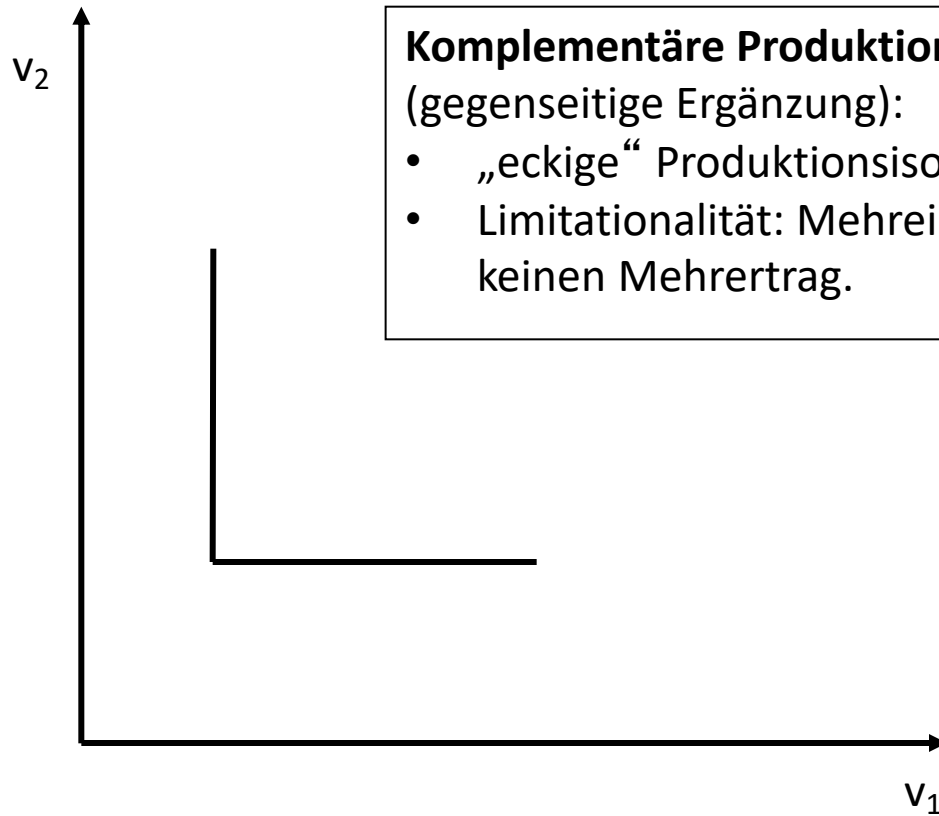 v₂
Komplementäre Produktion
(gegenseitige Ergänzung):
• „eckige“ Produktionsiso
• Limitationalität: Mehrei
keinen Mehrertrag.
v₁